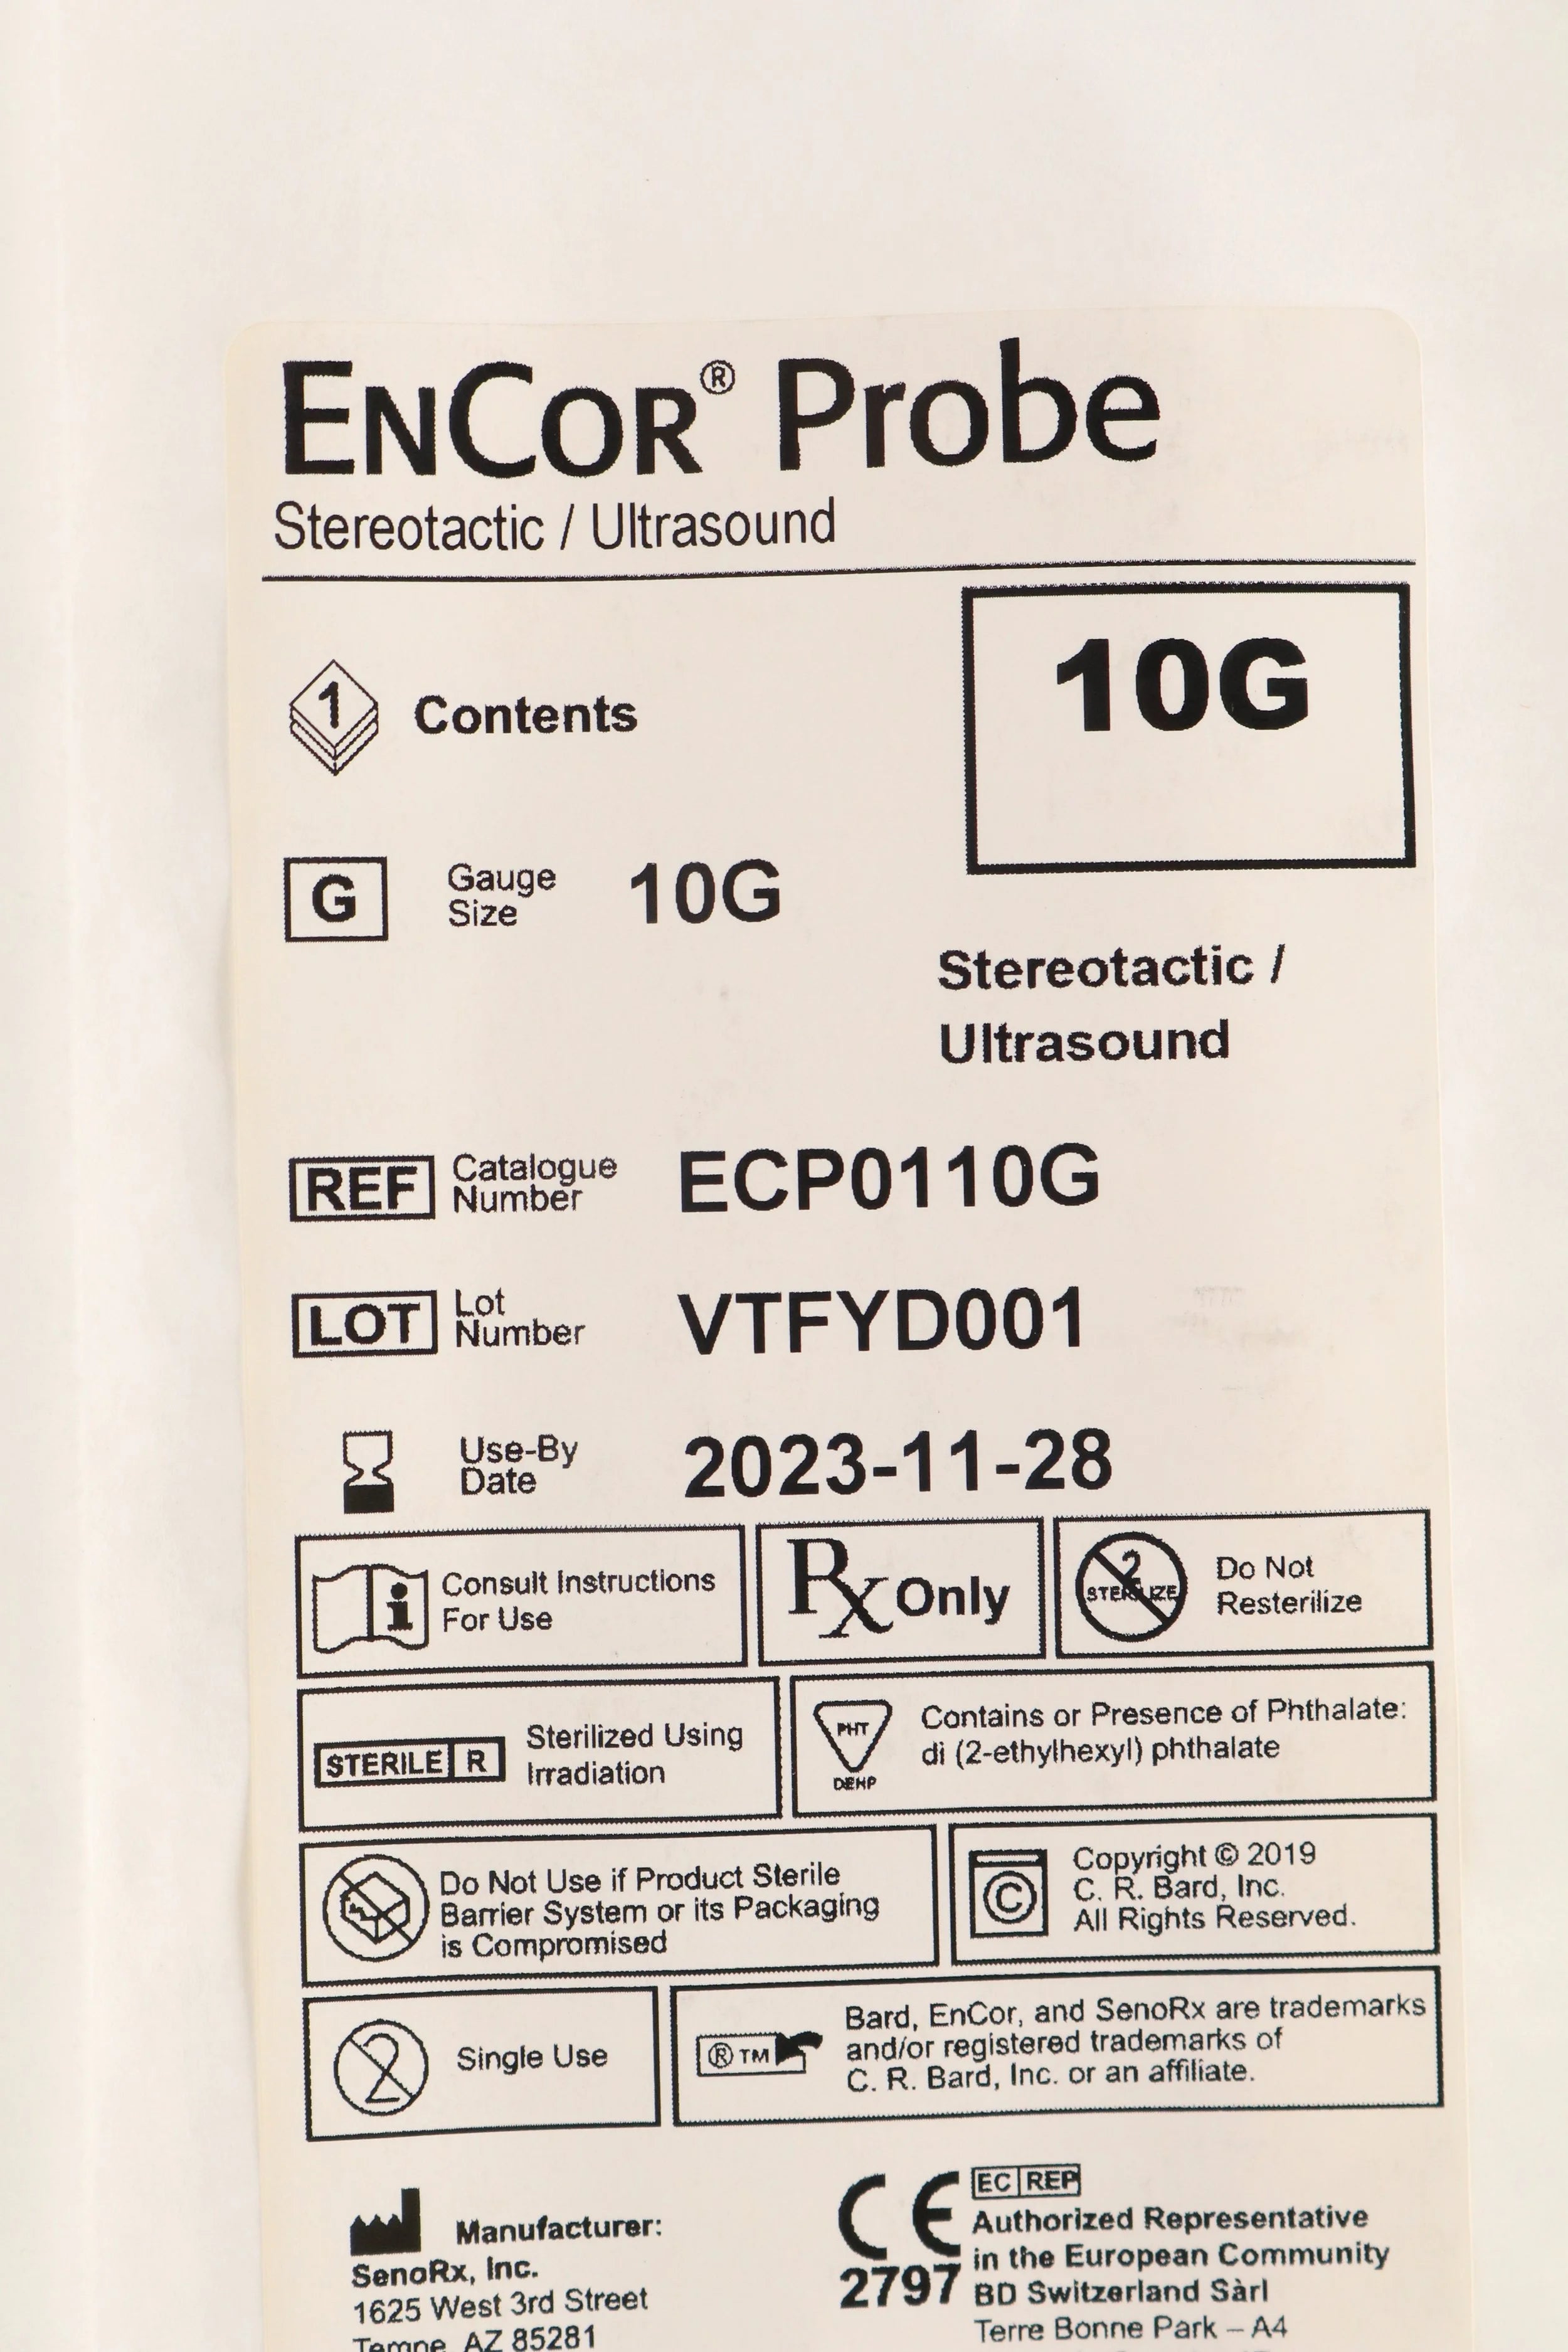 EnCor® Probe
Stereotactic / Ultrasound
10G
1 Contents
G Gauge Size 10G
Stereotactic /
Ultrasound
REF Catalogue Number ECP0110G
LOT Lot Number VTFYD001
Use-By Date 2023-11-28
i Consult Instructions
For Use
Rx Only
2 STERILIZE
Do Not
Resterilize
STERILE R
Sterilized Using
Irradiation
PHT
DEHP
Contains or Presence of Phthalate:
di (2-ethylhexyl) phthalate
Do Not Use if Product Sterile
Barrier System or its Packaging
is Compromised
©
Copyright © 2019
C. R. Bard, Inc.
All Rights Reserved.
2 Single Use
® TM
Bard, EnCor, and SenoRx are trademarks
and/or registered trademarks of
C. R. Bard, Inc. or an affiliate.
Manufacturer:
SenoRx, Inc.
1625 West 3rd Street
Tempe, AZ 85281
CE
2797
EC REP
Authorized Representative
in the European Community
BD Switzerland Sàrl
Terre Bonne Park – A4